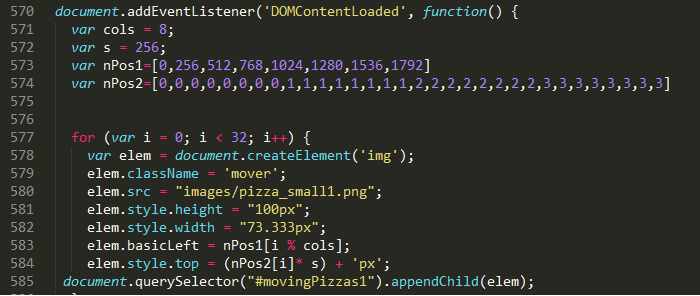 570 document.addEventListener('DOMContentLoaded', function() {
571 var cols = 8;
572 var s = 256;
573 var nPos1=[0,256,512,768,1024,1280,1536,1792]
574 var nPos2=[0,0,0,0,0,0,0,0,1,1,1,1,1,1,1,1,2,2,2,2,2,2,2,2,3,3,3,3,3,3,3,3]
575
576
577 for (var i = 0; i < 32; i++) {
578 var elem = document.createElement('img');
579 elem.className = 'mover';
580 elem.src = "images/pizza_small1.png";
581 elem.style.height = "100px";
582 elem.style.width = "73.333px";
583 elem.basicLeft = nPos1[i % cols];
584 elem.style.top = (nPos2[i]* s) + 'px';
585 document.querySelector("#movingPizzas1").appendChild(elem);